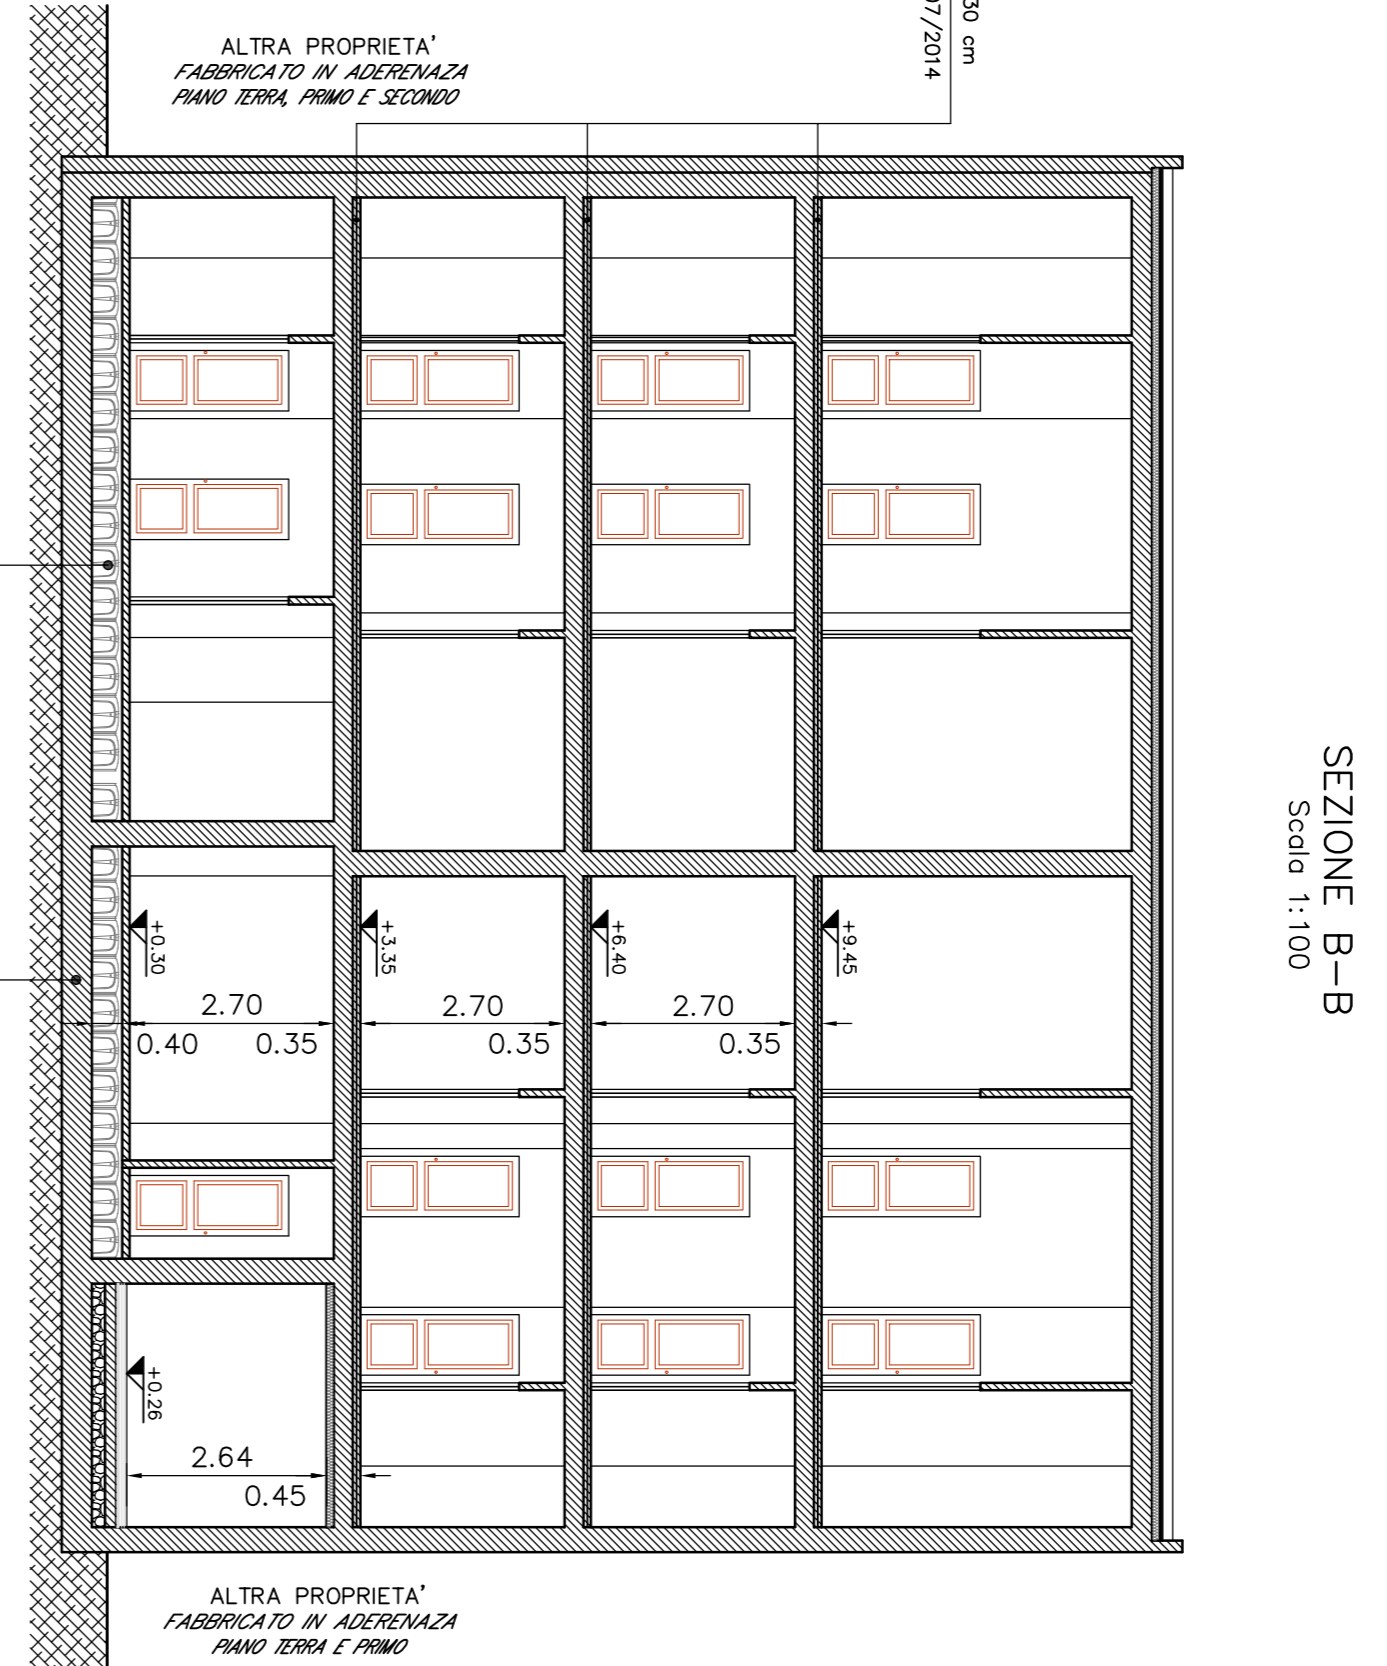 ALTRA PROPRIETA'
FABBRICATO IN ADERENAZA
PIANO TERRA, PRIMO E SECONDO
30 cm
07/2014
SEZIONE B-B
Scala 1:100
+0.30
+3.35
+6.40
+9.45
2.70
2.70
2.70
0.40
0.35
0.35
0.35
+0.26
2.64
0.45
ALTRA PROPRIETA'
FABBRICATO IN ADERENAZA
PIANO TERRA E PRIMO